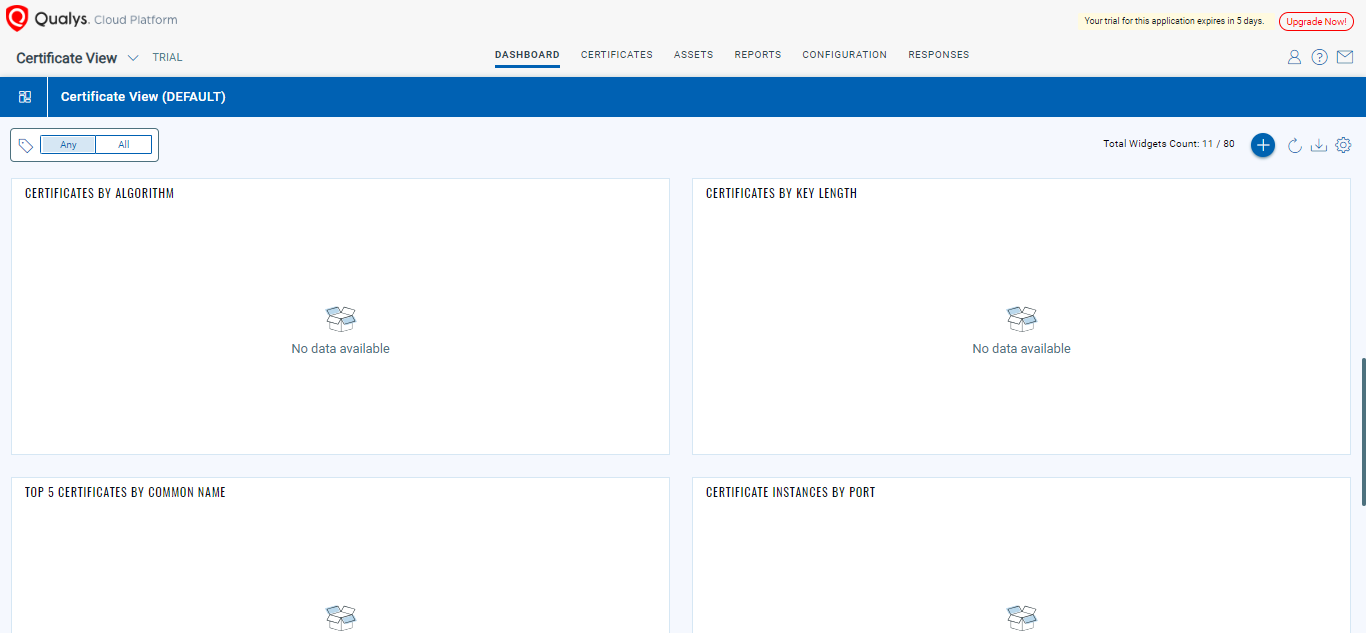 Qualys. Cloud Platform
Your trial for this application expires in 5 days.
Upgrade Now!
Certificate View
TRIAL
DASHBOARD
CERTIFICATES
ASSETS
REPORTS
CONFIGURATION
RESPONSES
Certificate View (DEFAULT)
Any
All
Total Widgets Count: 11 / 80
CERTIFICATES BY ALGORITHM
CERTIFICATES BY KEY LENGTH
No data available
No data available
TOP 5 CERTIFICATES BY COMMON NAME
CERTIFICATE INSTANCES BY PORT